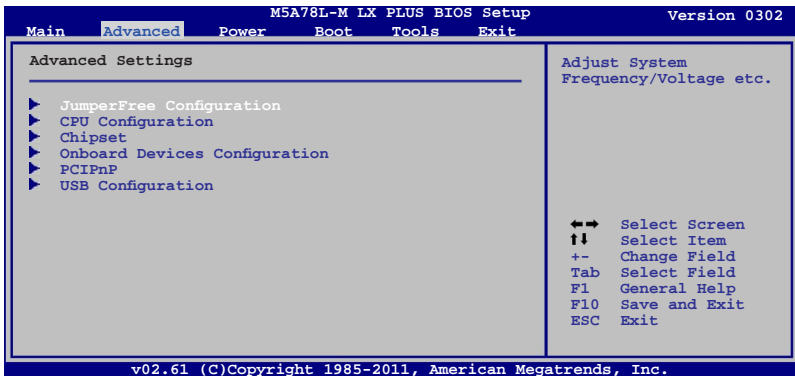 M5A78L-M LX PLUS BIOS Setup Version 0302
Main Advanced Power Boot Tools Exit
Advanced Settings
JumperFree Configuration
CPU Configuration
Chipset
Onboard Devices Configuration
PCIPnP
USB Configuration
Adjust System
Frequency/Voltage etc.
←→ Select Screen
↑↓ Select Item
+- Change Field
Tab Select Field
F1 General Help
F10 Save and Exit
ESC Exit
v02.61 (C)Copyright 1985-2011, American Megatrends, Inc.